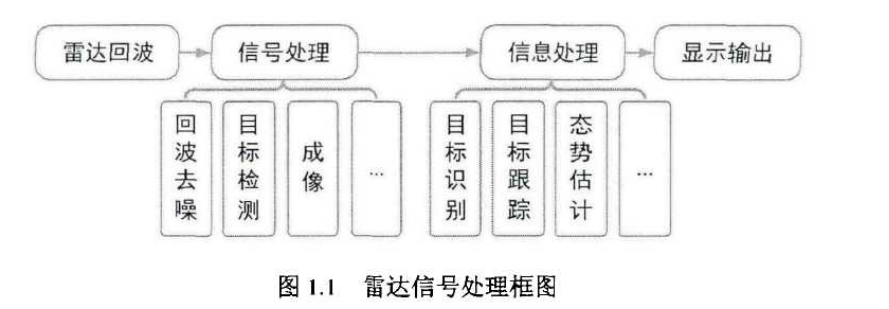 雷达回波
信号处理
信息处理
显示输出
回波去噪
目标检测
成像
...
目标识别
目标跟踪
态势估计
...
图 1.1 雷达信号处理框图